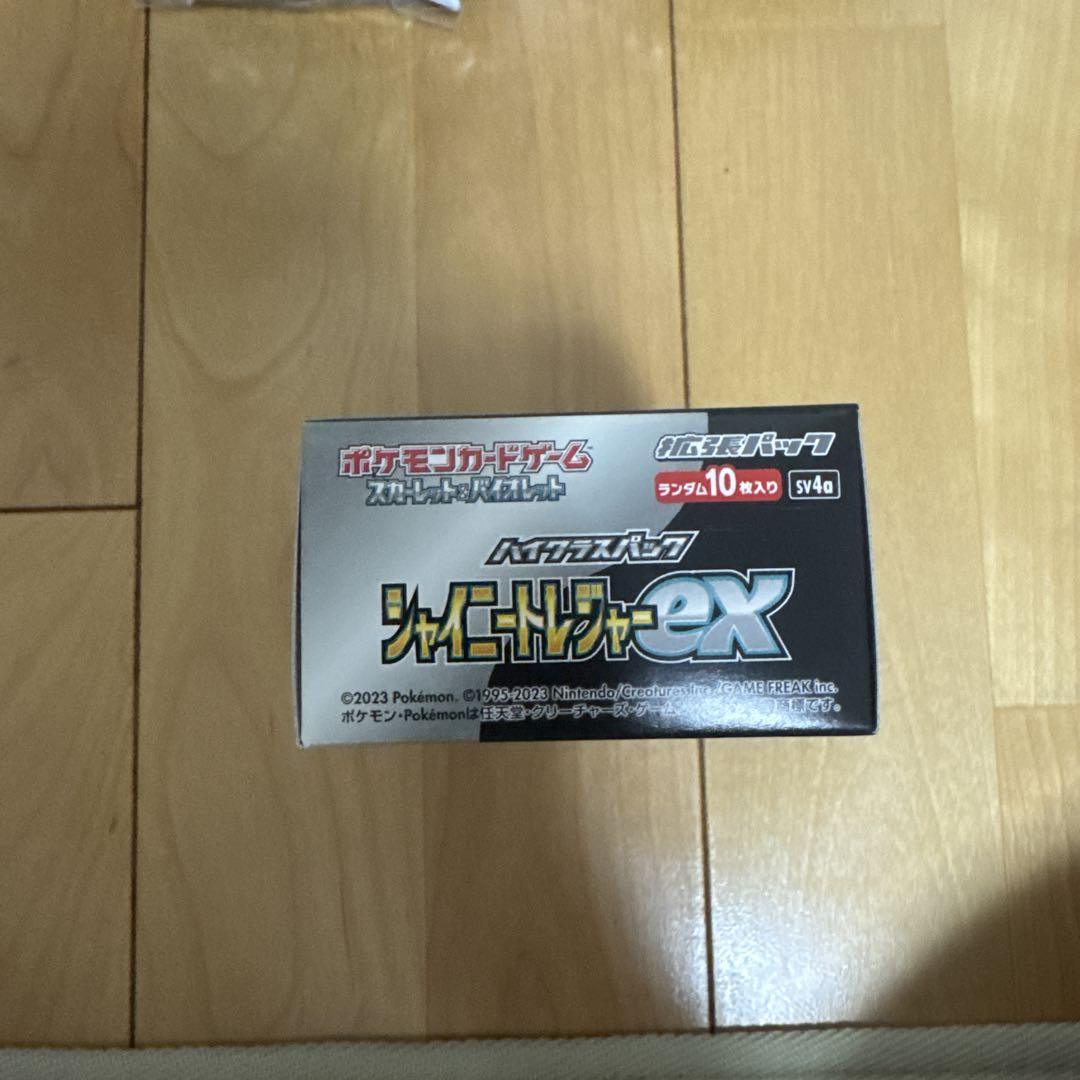 ポケモンカードゲーム™
スカーレット&バイオレット
拡張パック
ランダム10枚入り SV4a
ハイクラスパック
シャイニートレジャーex
©2023 Pokémon. ©1995-2023 Nintendo/Creatures Inc./GAME FREAK inc.
ポケモン・Pokémonは任天堂・クリーチャーズ・ゲーム 商標です。